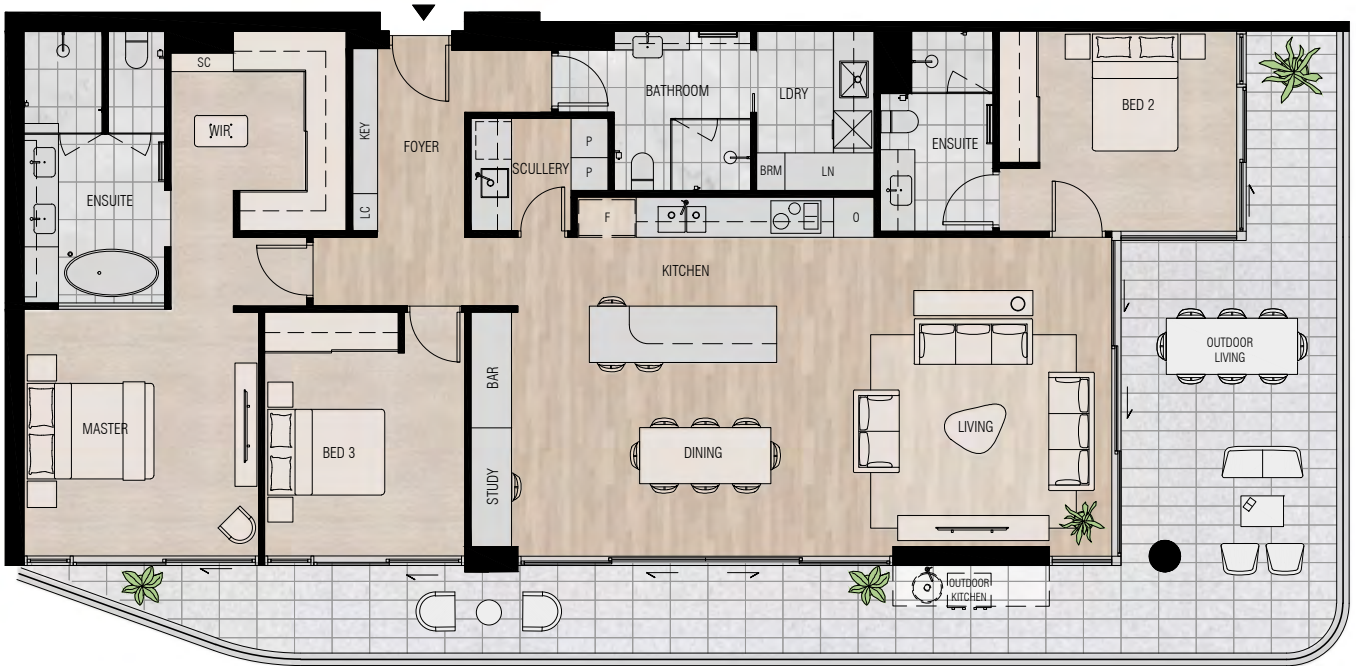 SC
WIR
ENSUITE
KEY
LC
FOYER
SCULLERY
P
P
BATHROOM
LDRY
BRM
LN
ENSUITE
BED 2
F
O
KITCHEN
OUTDOOR
LIVING
MASTER
BED 3
BAR
STUDY
DINING
LIVING
OUTDOOR
KITCHEN